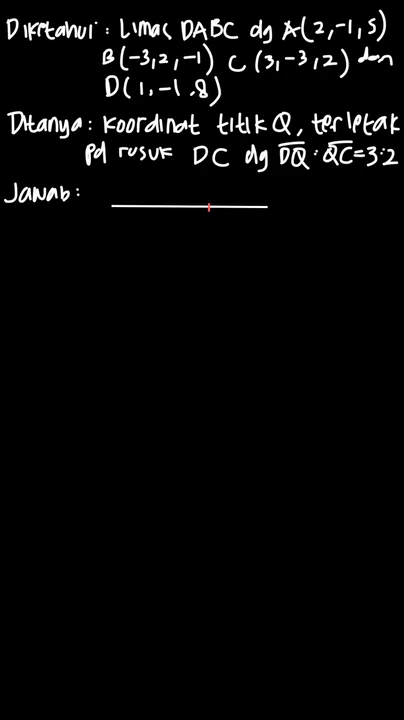 Diketahui : Limas DABC dg A(2,-1,5)
B(-3,2,-1) C(3,-3,2) dan
D(1,-1,8)
Ditanya : Koordinat titik Q, terletak
pd rusuk DC dg DQ : QC = 3:2
Jawab :